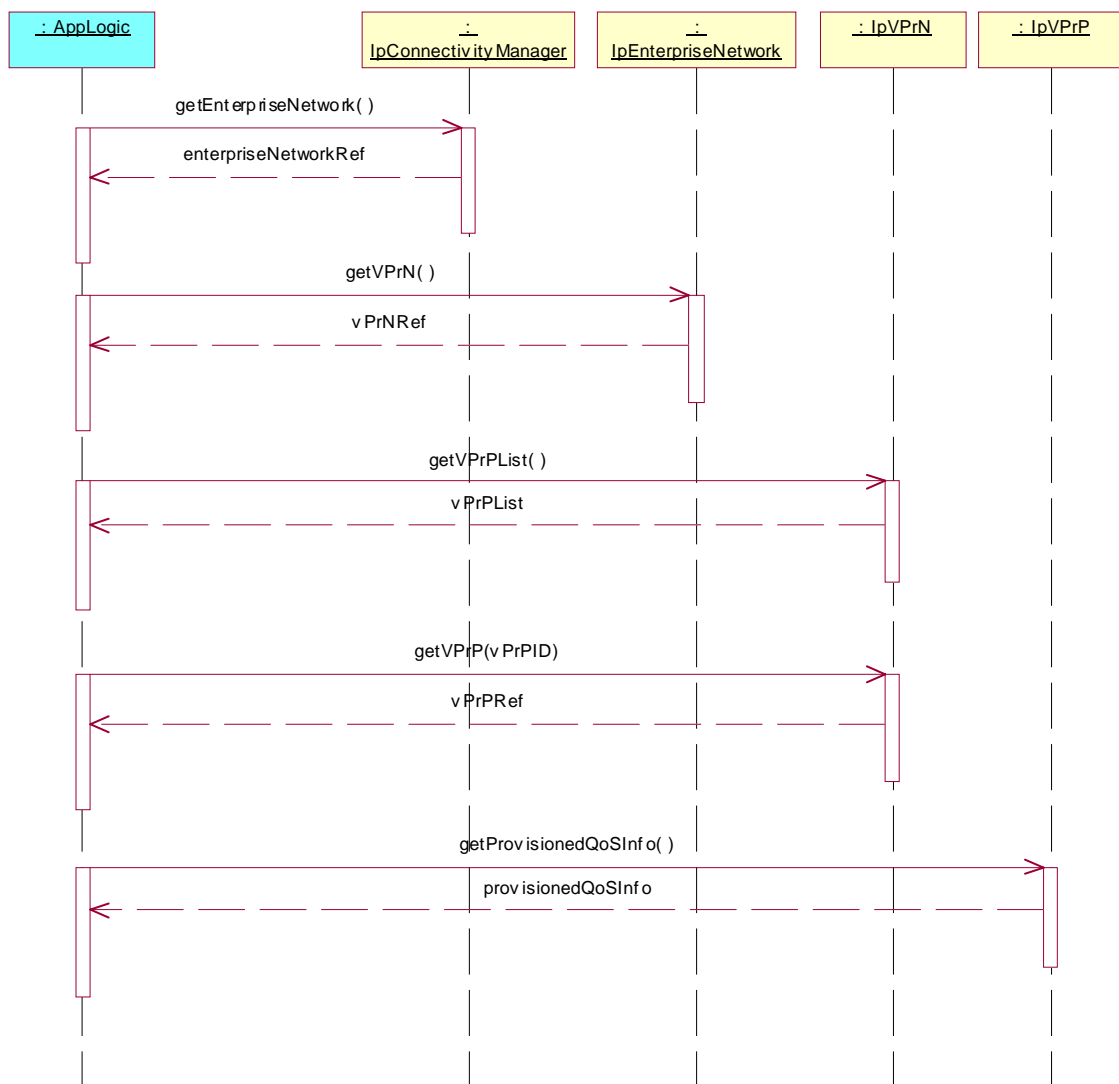 : AppLogic
:
IpConnectivityManager
:
IpEnterpriseNetwork
: IpVPrN
: IpVPrP
getEnterpriseNetwork( )
enterpriseNetworkRef
getVPrN( )
vPrNRef
getVPrPList( )
vPrPList
getVPrP(vPrPID)
vPrPRef
getProvisionedQoSInfo( )
provisionedQoSInfo